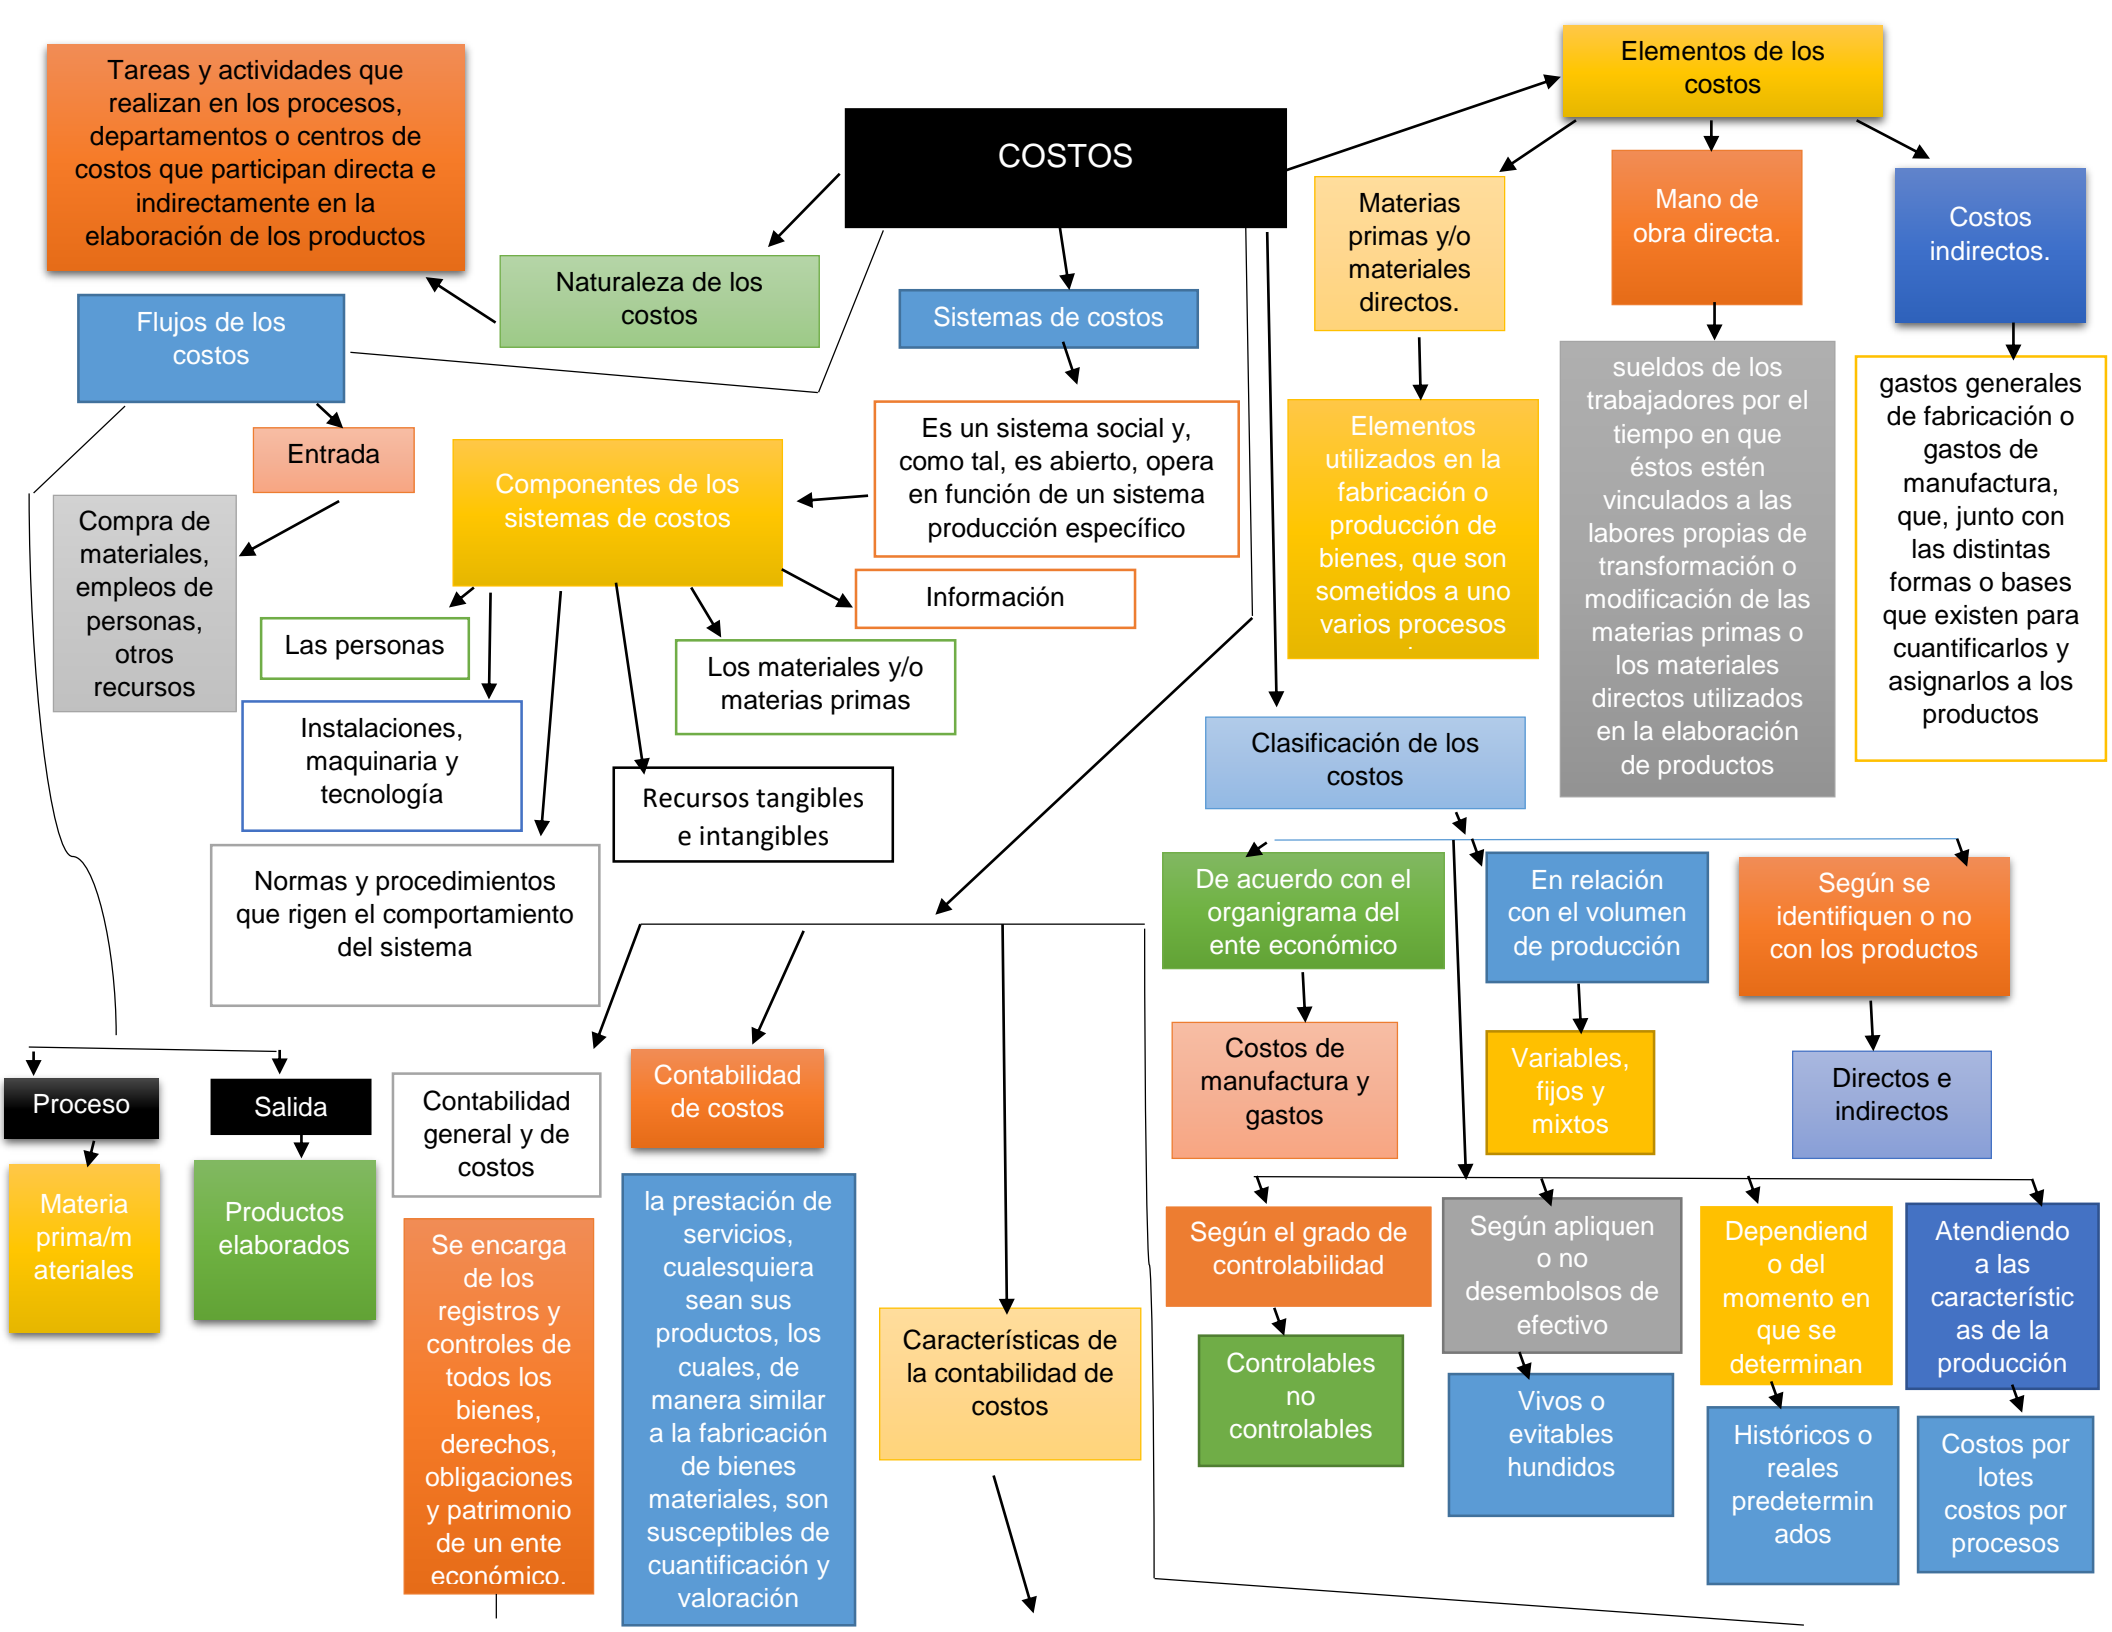 COSTOS
Tareas y actividades que
realizan en los procesos,
departamentos o centros de
costos que participan directa e
indirectamente en la
elaboración de los productos
Naturaleza de los
costos
Flujos de los
costos
Entrada
Compra de
materiales,
empleos de
personas,
otros
recursos
Sistemas de costos
Es un sistema social y,
como tal, es abierto, opera
en función de un sistema
producción específico
Componentes de los
sistemas de costos
Información
Las personas
Los materiales y/o
materias primas
Instalaciones,
maquinaria y
tecnología
Recursos tangibles
e intangibles
Normas y procedimientos
que rigen el comportamiento
del sistema
Elementos de los
costos
Materias
primas y/o
materiales
directos.
Mano de
obra directa.
Costos
indirectos.
Elementos
utilizados en la
fabricación o
producción de
bienes, que son
sometidos a uno
varios procesos
sueldos de los
trabajadores por el
tiempo en que
éstos estén
vinculados a las
labores propias de
transformación o
modificación de las
materias primas o
los materiales
directos utilizados
en la elaboración
de productos
gastos generales
de fabricación o
gastos de
manufactura,
que, junto con
las distintas
formas o bases
que existen para
cuantificarlos y
asignarlos a los
productos
Clasificación de los
costos
De acuerdo con el
organigrama del
ente económico
En relación
con el volumen
de producción
Según se
identifiquen o no
con los productos
Costos de
manufactura y
gastos
Variables,
fijos y
mixtos
Directos e
indirectos
Según el grado de
controlabilidad
Según apliquen
o no
desembolsos de
efectivo
Dependiend
o del
momento en
que se
determinan
Atendiendo
a las
característic
as de la
producción
Controlables
no
controlables
Vivos o
evitables
hundidos
Históricos o
reales
predetermin
ados
Costos por
lotes
costos por
procesos
Proceso
Salida
Materia
prima/m
ateriales
Productos
elaborados
Contabilidad
general y de
costos
Contabilidad
de costos
Se encarga
de los
registros y
controles de
todos los
bienes,
derechos,
obligaciones
y patrimonio
de un ente
económico.
la prestación de
servicios,
cualesquiera
sean sus
productos, los
cuales, de
manera similar
a la fabricación
de bienes
materiales, son
susceptibles de
cuantificación y
valoración
Características de
la contabilidad de
costos